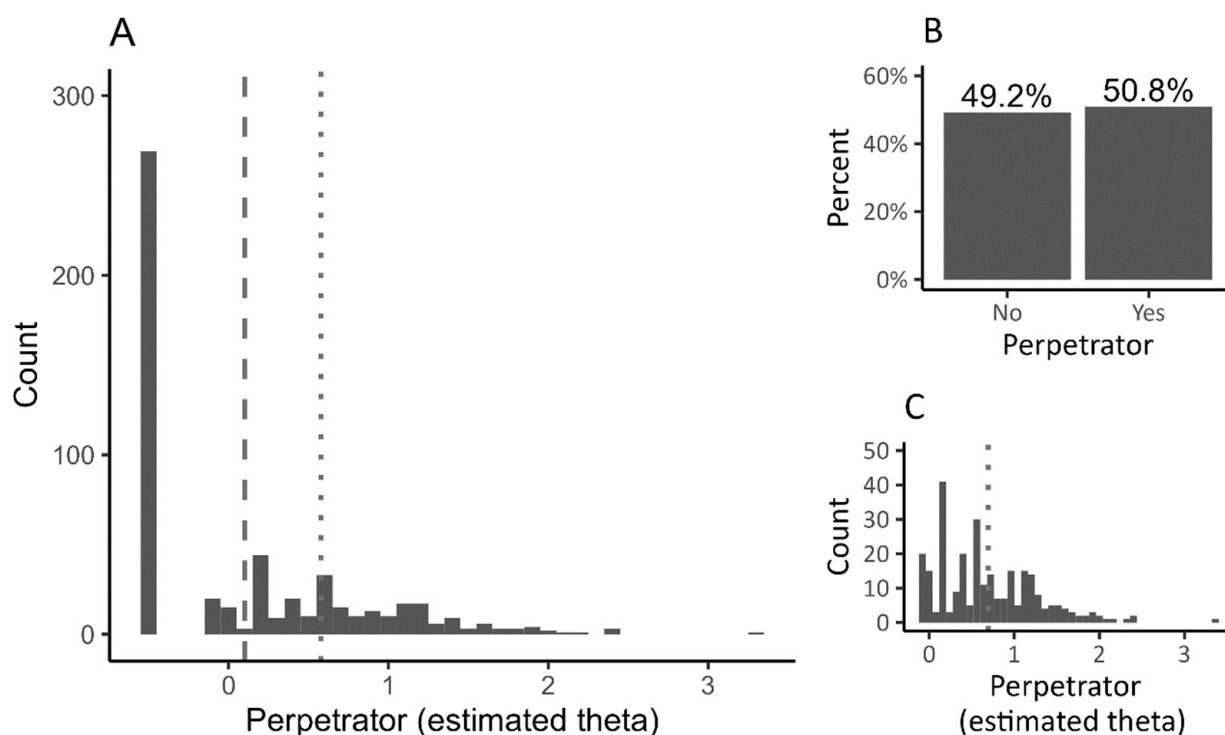 A
300
200
100
0
Count
0 1 2 3
Perpetrator (estimated theta)
B
60%
40%
20%
0%
Percent
49.2% 50.8%
No Yes
Perpetrator
C
50
40
30
20
10
0
Count
0 1 2 3
Perpetrator
(estimated theta)